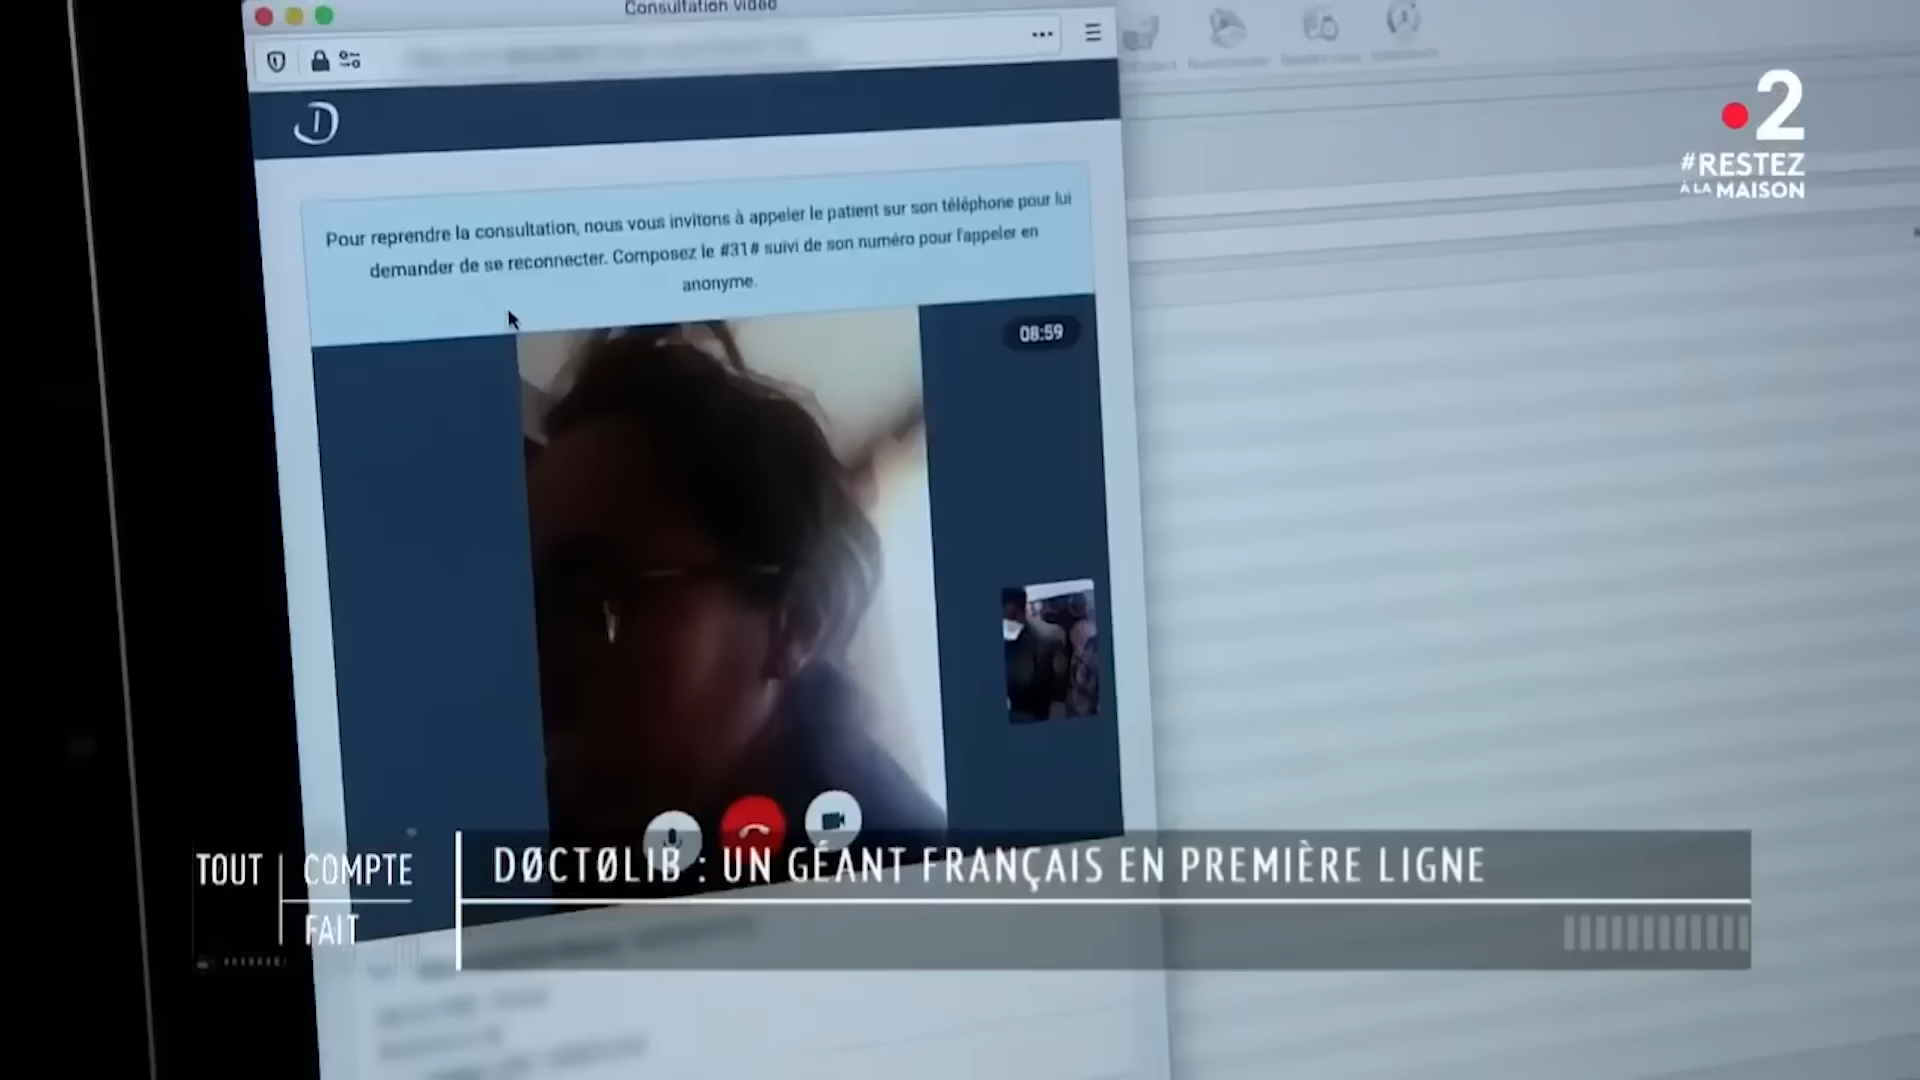 Consultation vidéo
D
2
#RESTEZ
À LA MAISON
Pour reprendre la consultation, nous vous invitons à appeler le patient sur son téléphone pour lui
demander de se reconnecter. Composez le #31# suivi de son numéro pour l'appeler en
anonyme.
08:59
TOUT COMPTE
FAIT
DØCTØLIB : UN GÉANT FRANÇAIS EN PREMIÈRE LIGNE